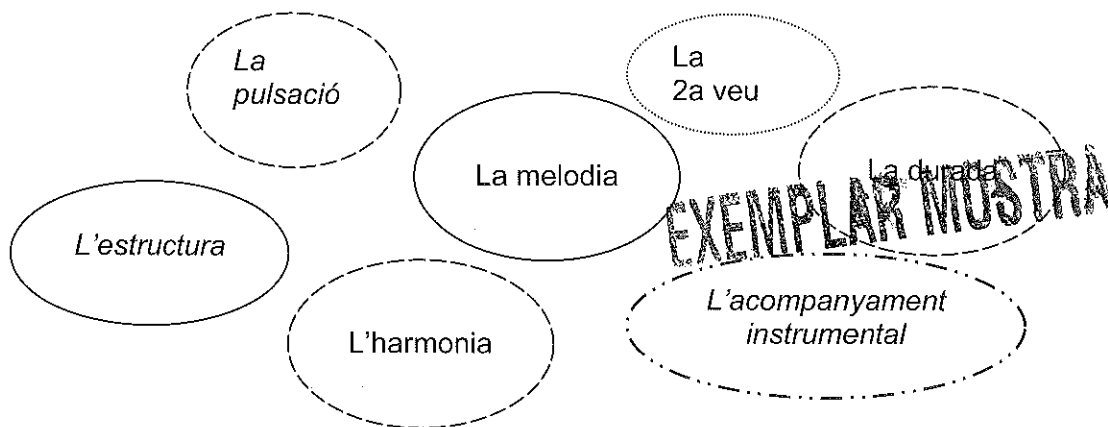 La
pulsació
La
2a veu
La melodia
La durada
EXEMPLAR MOSTRA
L'estructura
L'harmonia
L'acompanyament
instrumental